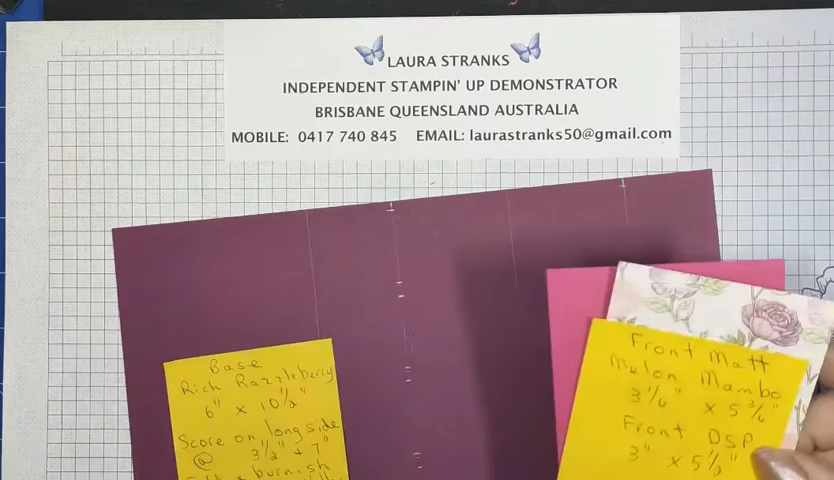 LAURA STRANKS
INDEPENDENT STAMPIN' UP DEMONSTRATOR
BRISBANE QUEENSLAND AUSTRALIA
MOBILE: 0417 740 845 EMAIL: laurastranks50@gmail.com
Base
Rich Razzleberry
6" x 10 1/2"
Score on long side
@ 3 1/2" + 7"
+ burnish
Front Matt
Melon Mambo
3 1/4" x 5 3/4"
Front DSP
3" x 5 1/2"